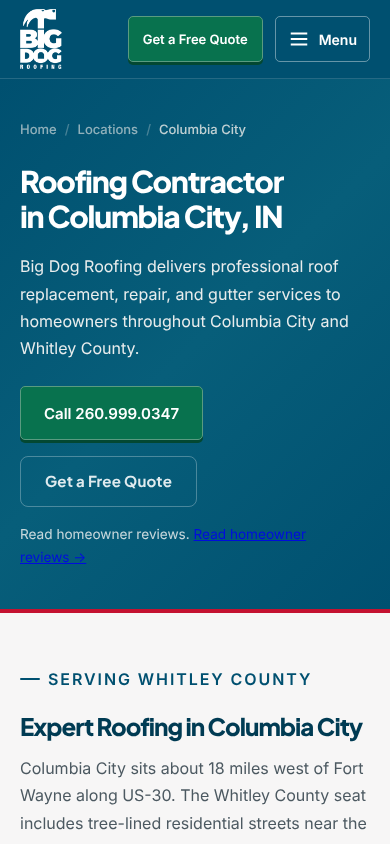 BIG
DOG
ROOFING
Get a Free Quote
Menu
Home / Locations / Columbia City
Roofing Contractor
in Columbia City, IN
Big Dog Roofing delivers professional roof
replacement, repair, and gutter services to
homeowners throughout Columbia City and
Whitley County.
Call 260.999.0347
Get a Free Quote
Read homeowner reviews. Read homeowner
reviews →
— SERVING WHITLEY COUNTY
Expert Roofing in Columbia City
Columbia City sits about 18 miles west of Fort
Wayne along US-30. The Whitley County seat
includes tree-lined residential streets near the